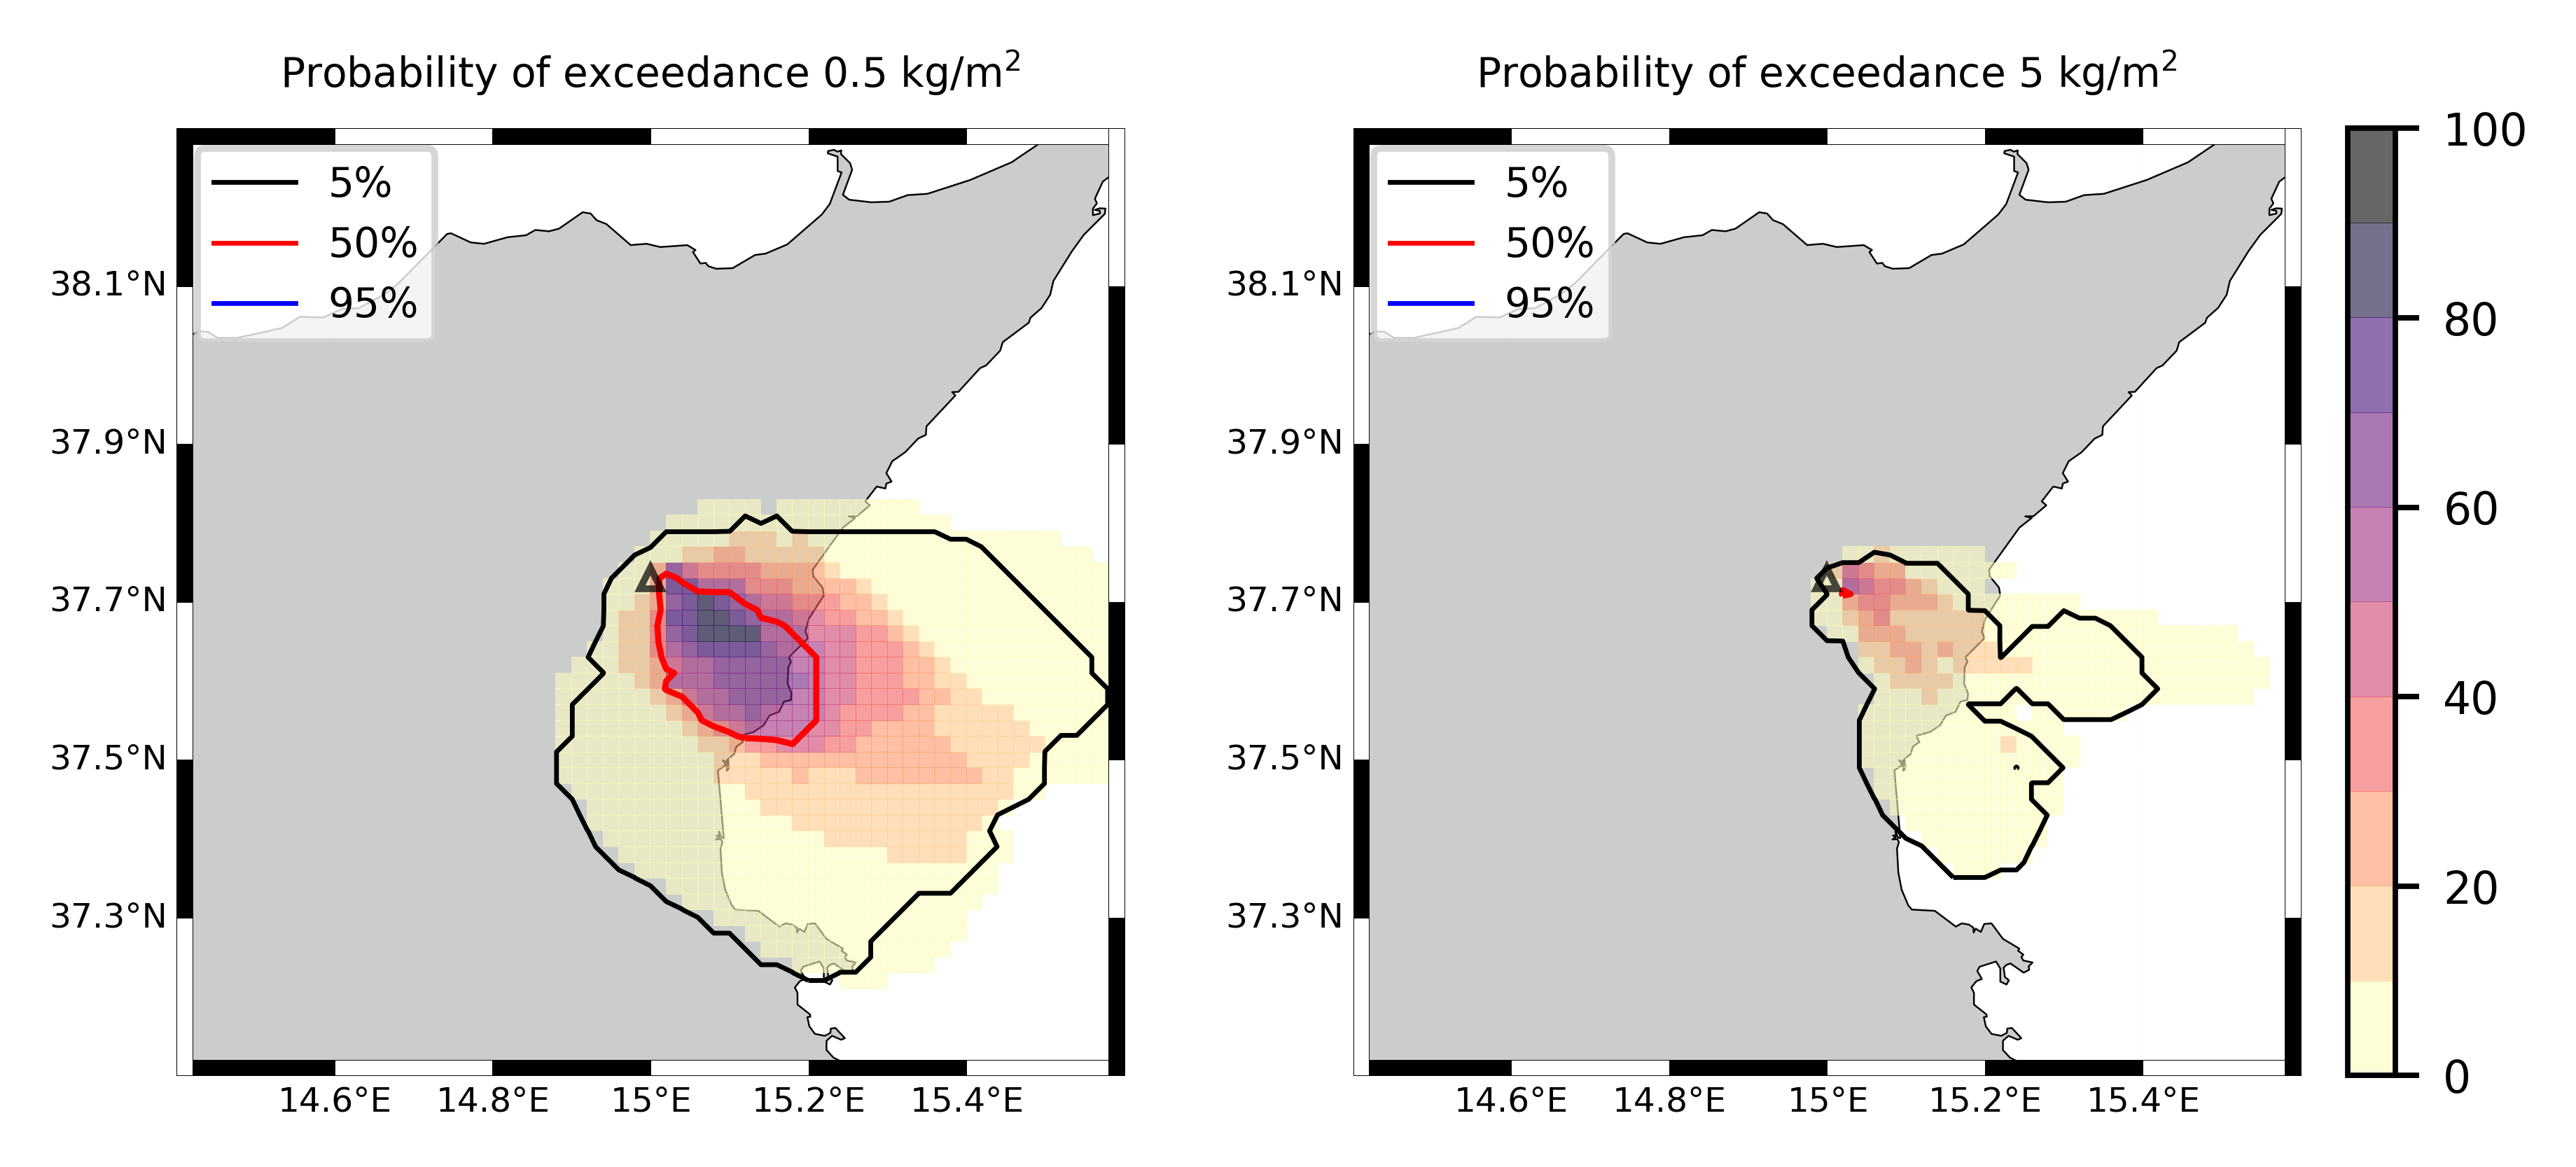 Probability of exceedance 0.5 kg/m²
5%
50%
95%
38.1°N
37.9°N
37.7°N
37.5°N
37.3°N
14.6°E 14.8°E 15°E 15.2°E 15.4°E
Probability of exceedance 5 kg/m²
5%
50%
95%
38.1°N
37.9°N
37.7°N
37.5°N
37.3°N
14.6°E 14.8°E 15°E 15.2°E 15.4°E
100
80
60
40
20
0